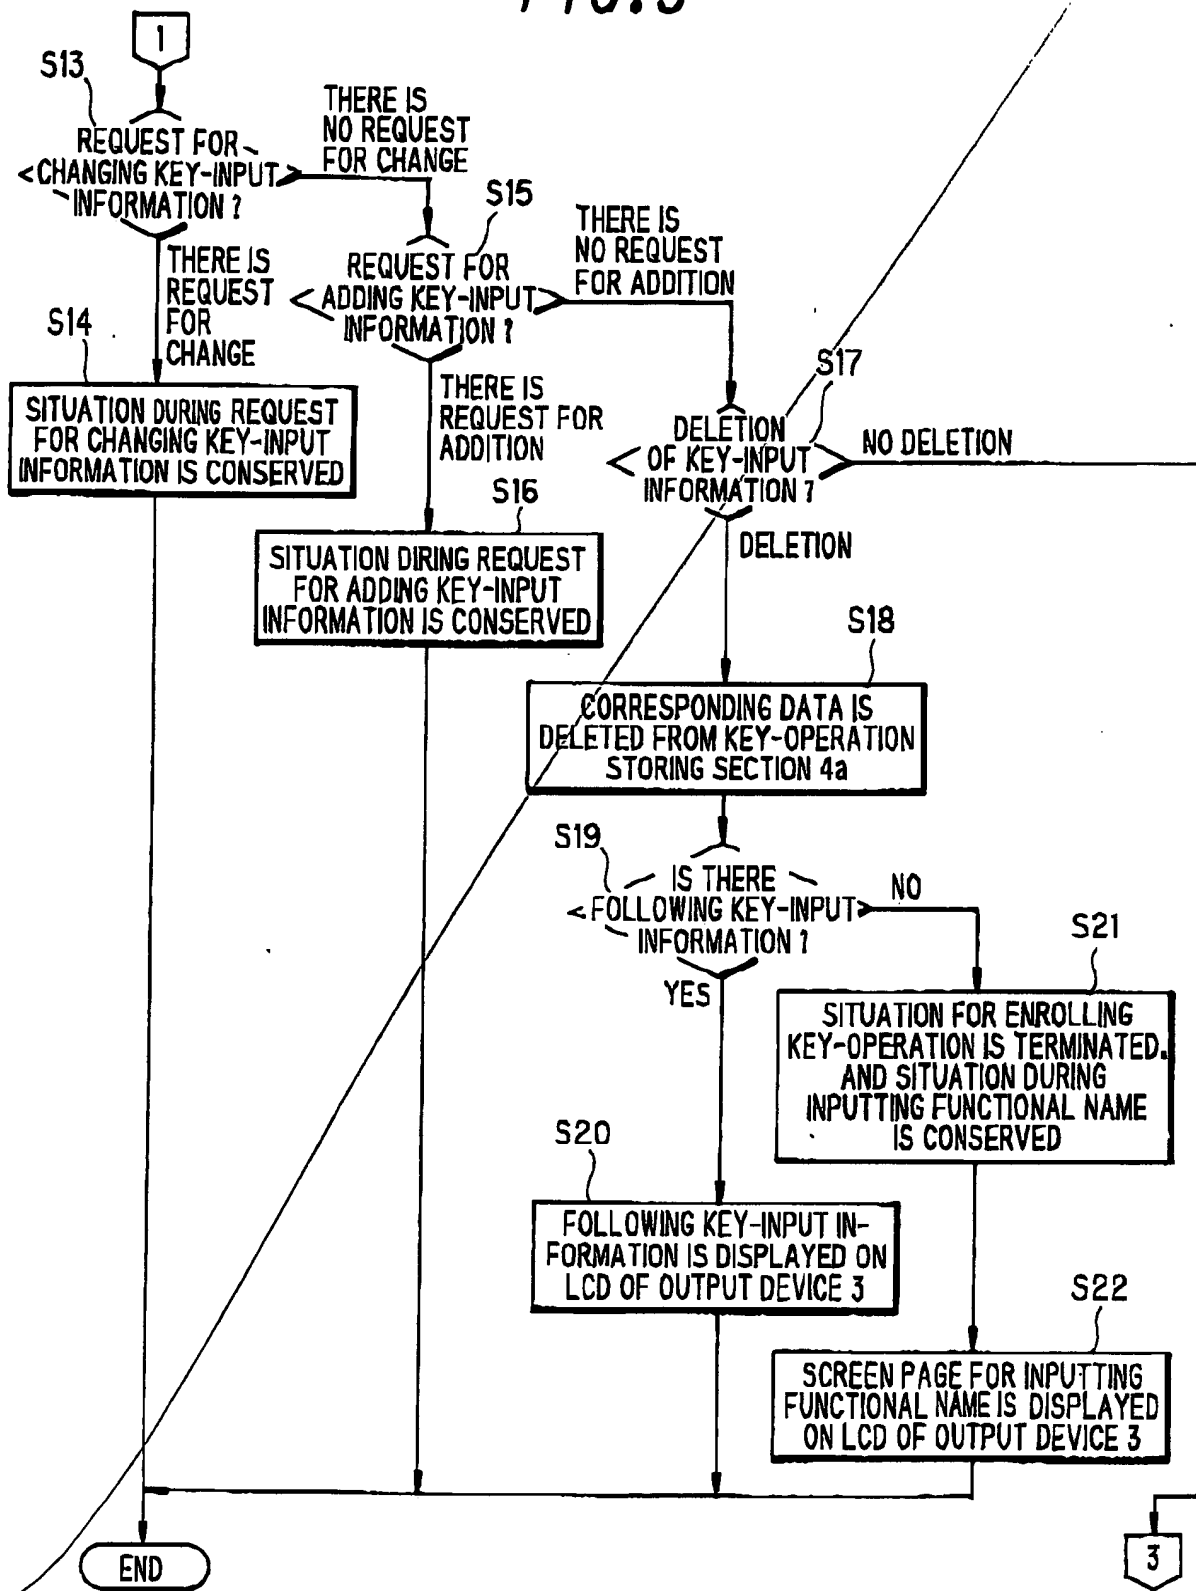 1
S13
REQUEST FOR
CHANGING KEY-INPUT
INFORMATION ?
THERE IS
NO REQUEST
FOR CHANGE
THERE IS
REQUEST
FOR
CHANGE
S14
SITUATION DURING REQUEST
FOR CHANGING KEY-INPUT
INFORMATION IS CONSERVED
S15
REQUEST FOR
ADDING KEY-INPUT
INFORMATION ?
THERE IS
NO REQUEST
FOR ADDITION
THERE IS
REQUEST FOR
ADDITION
S16
SITUATION DIRING REQUEST
FOR ADDING KEY-INPUT
INFORMATION IS CONSERVED
S17
DELETION
OF KEY-INPUT
INFORMATION ?
NO DELETION
DELETION
S18
CORRESPONDING DATA IS
DELETED FROM KEY-OPERATION
STORING SECTION 4a
S19
IS THERE
FOLLOWING KEY-INPUT
INFORMATION ?
NO
YES
S21
SITUATION FOR ENROLLING
KEY-OPERATION IS TERMINATED.
AND SITUATION DURING
INPUTTING FUNCTIONAL NAME
IS CONSERVED
S20
FOLLOWING KEY-INPUT IN-
FORMATION IS DISPLAYED ON
LCD OF OUTPUT DEVICE 3
S22
SCREEN PAGE FOR INPUTTING
FUNCTIONAL NAME IS DISPLAYED
ON LCD OF OUTPUT DEVICE 3
END
3